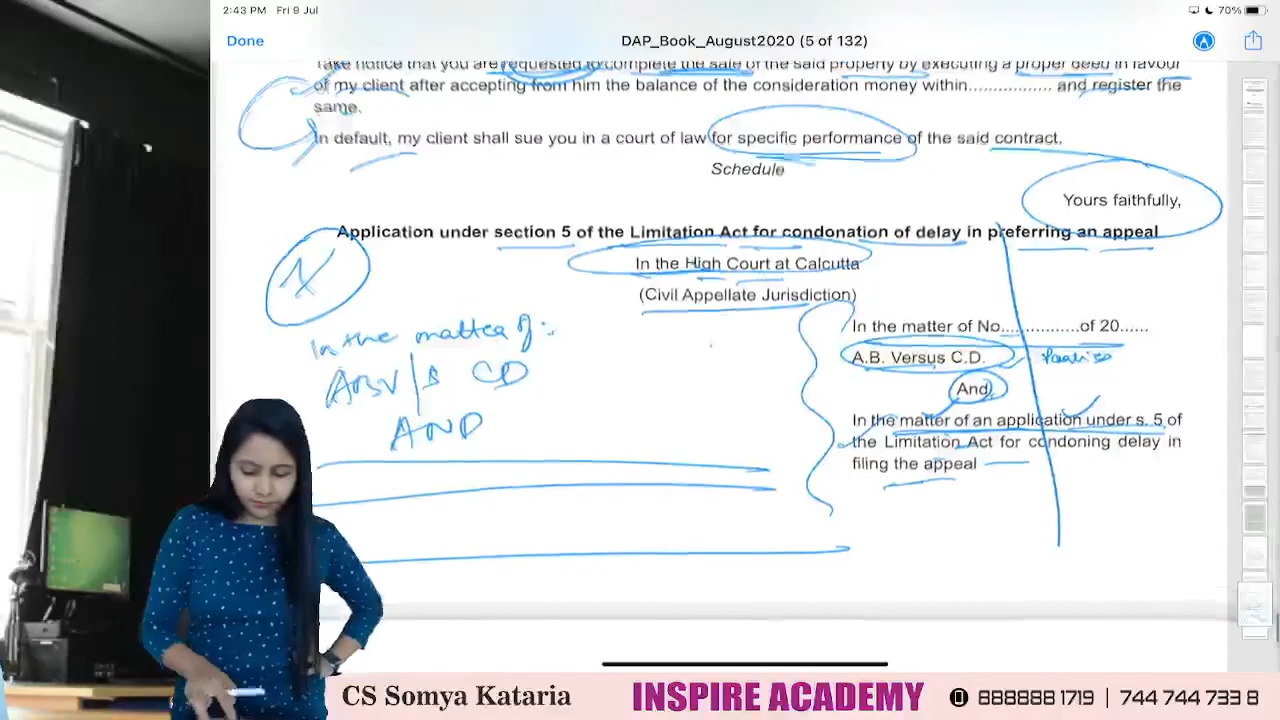 2:43 PM Fri 9 Jul
70%
Done
DAP_Book_August2020 (5 of 132)
Take notice that you are requested to complete the sale of the said property by executing a proper deed in favour
of my client after accepting from him the balance of the consideration money within................ and register the
same.
In default, my client shall sue you in a court of law for specific performance of the said contract.
Schedule
Yours faithfully,
Application under section 5 of the Limitation Act for condonation of delay in preferring an appeal
In the High Court at Calcutta
(Civil Appellate Jurisdiction)
In the matter of No................of 20......
A.B. Versus C.D.
And
In the matter of an application under s. 5 of
the Limitation Act for condoning delay in
filing the appeal
In the matter of :
AB V/s CD
AND
CS Somya Kataria
INSPIRE ACADEMY
888888 1719 | 744 744 733 8